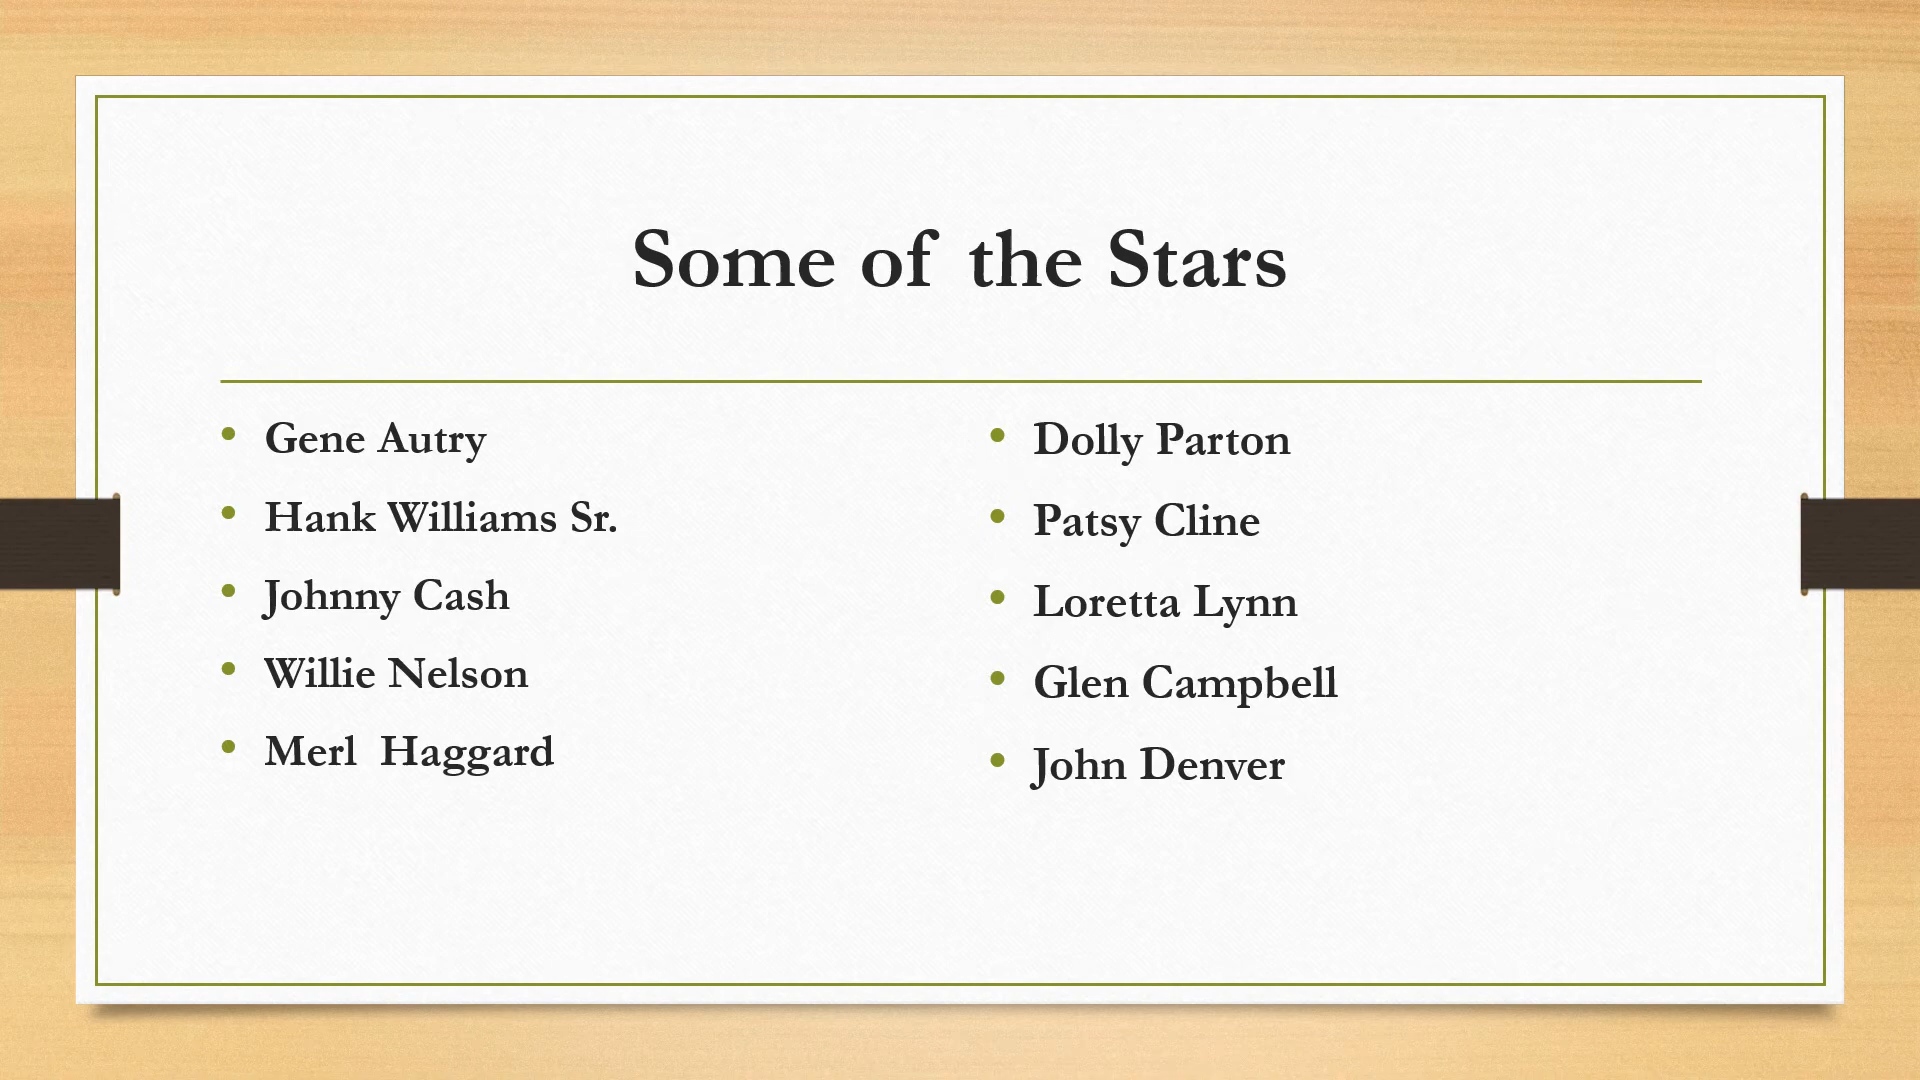 Some of the Stars
Gene Autry
Hank Williams Sr.
Johnny Cash
Willie Nelson
Merl Haggard
Dolly Parton
Patsy Cline
Loretta Lynn
Glen Campbell
John Denver